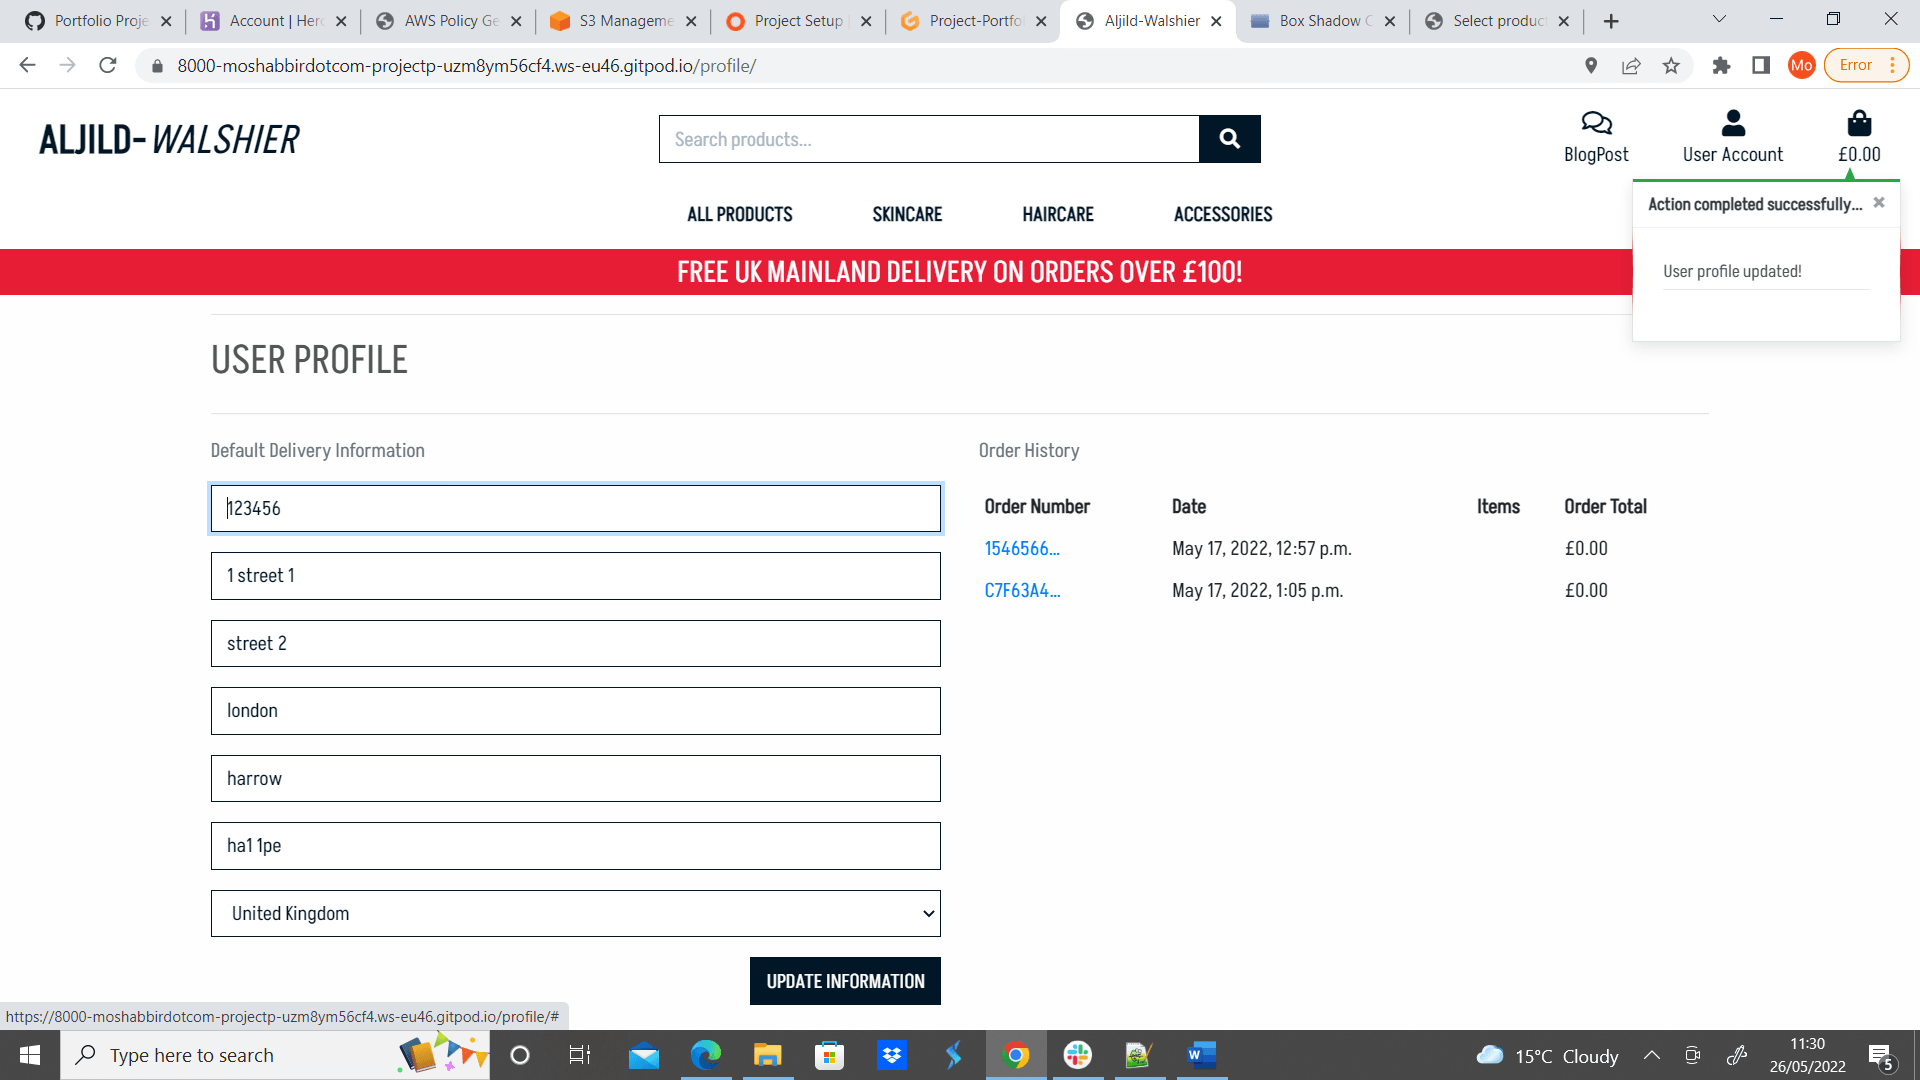 Portfolio Proje
Account | Hero
AWS Policy Ge
S3 Manageme
Project Setup |
Project-Portfo
Aljild-Walshier
Box Shadow C
Select product
8000-moshabbirdotcom-projectp-uzm8ym56cf4.ws-eu46.gitpod.io/profile/
Mo
Error
ALJILD-WALSHIER
Search products...
BlogPost
User Account
£0.00
ALL PRODUCTS
SKINCARE
HAIRCARE
ACCESSORIES
Action completed successfully...
User profile updated!
FREE UK MAINLAND DELIVERY ON ORDERS OVER £100!
USER PROFILE
Default Delivery Information
123456
1 street 1
street 2
london
harrow
ha1 1pe
United Kingdom
UPDATE INFORMATION
Order History
Order Number Date Items Order Total
1546566... May 17, 2022, 12:57 p.m. £0.00
C7F63A4... May 17, 2022, 1:05 p.m. £0.00
https://8000-moshabbirdotcom-projectp-uzm8ym56cf4.ws-eu46.gitpod.io/profile/#
Type here to search
15°C Cloudy
11:30
26/05/2022
5